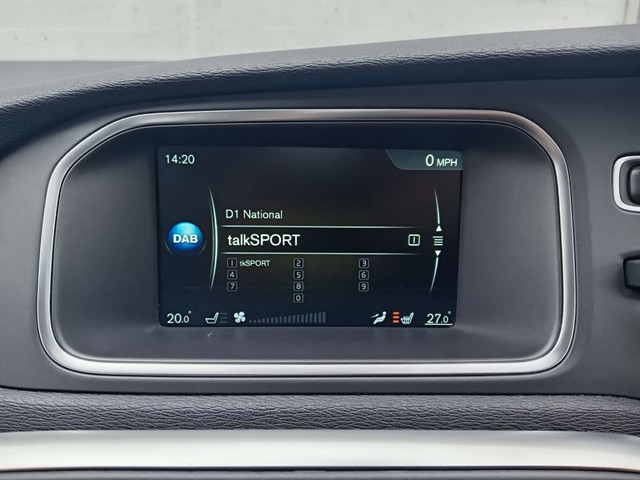 14:20
0 MPH
D1 National
DAB
talkSPORT 1
1 tkSPORT 2 3
4 5 6
7 8 9
0
20.0° 27.0°